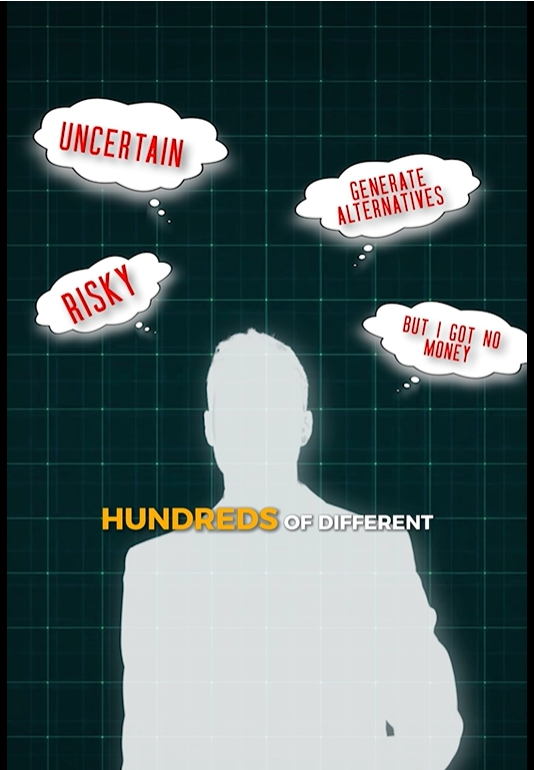 UNCERTAIN
GENERATE
ALTERNATIVES
RISKY
BUT I GOT NO
MONEY
HUNDREDS OF DIFFERENT